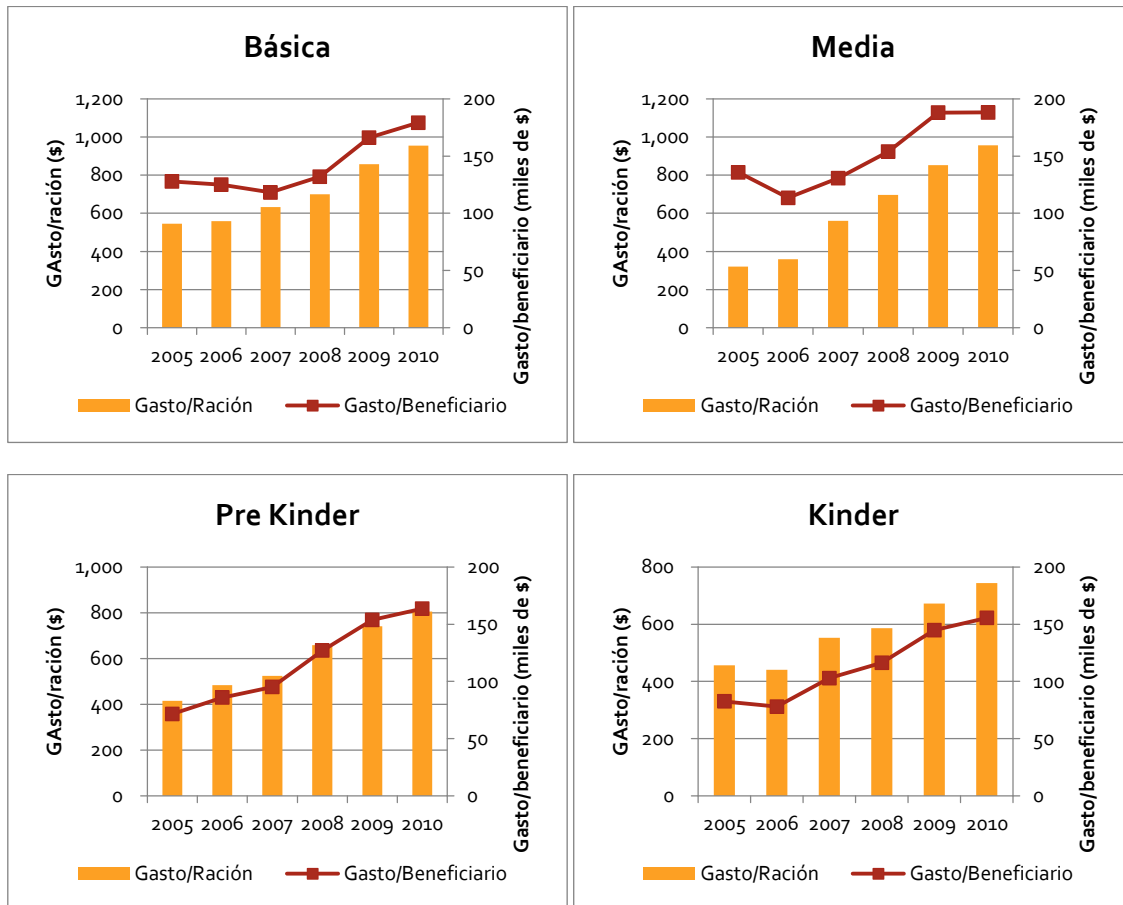 Básica
GAsto/ración ($)
1,200
1,000
800
600
400
200
0
200
150
100
50
0
Gasto/beneficiario (miles de $)
2005 2006 2007 2008 2009 2010
Gasto/Ración Gasto/Beneficiario
Media
GAsto/ración ($)
1,200
1,000
800
600
400
200
0
200
150
100
50
0
Gasto/beneficiario (miles de $)
2005 2006 2007 2008 2009 2010
Gasto/Ración Gasto/Beneficiario
Pre Kinder
GAsto/ración ($)
1,000
800
600
400
200
0
200
150
100
50
0
Gasto/beneficiario (miles de $)
2005 2006 2007 2008 2009 2010
Gasto/Ración Gasto/Beneficiario
Kinder
GAsto/ración ($)
800
600
400
200
0
200
150
100
50
0
Gasto/beneficiario (miles de $)
2005 2006 2007 2008 2009 2010
Gasto/Ración Gasto/Beneficiario